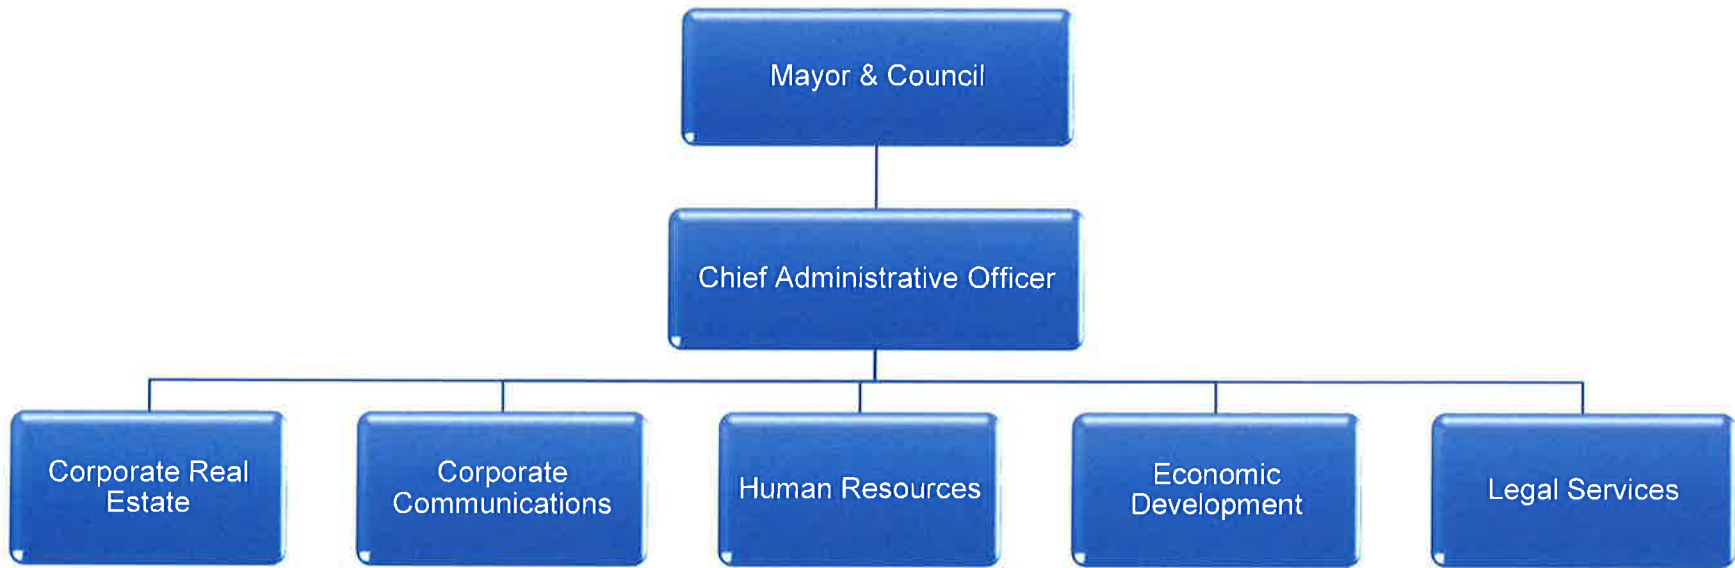 Mayor & Council
Chief Administrative Officer
Corporate Real
Estate
Corporate
Communications
Human Resources
Economic
Development
Legal Services